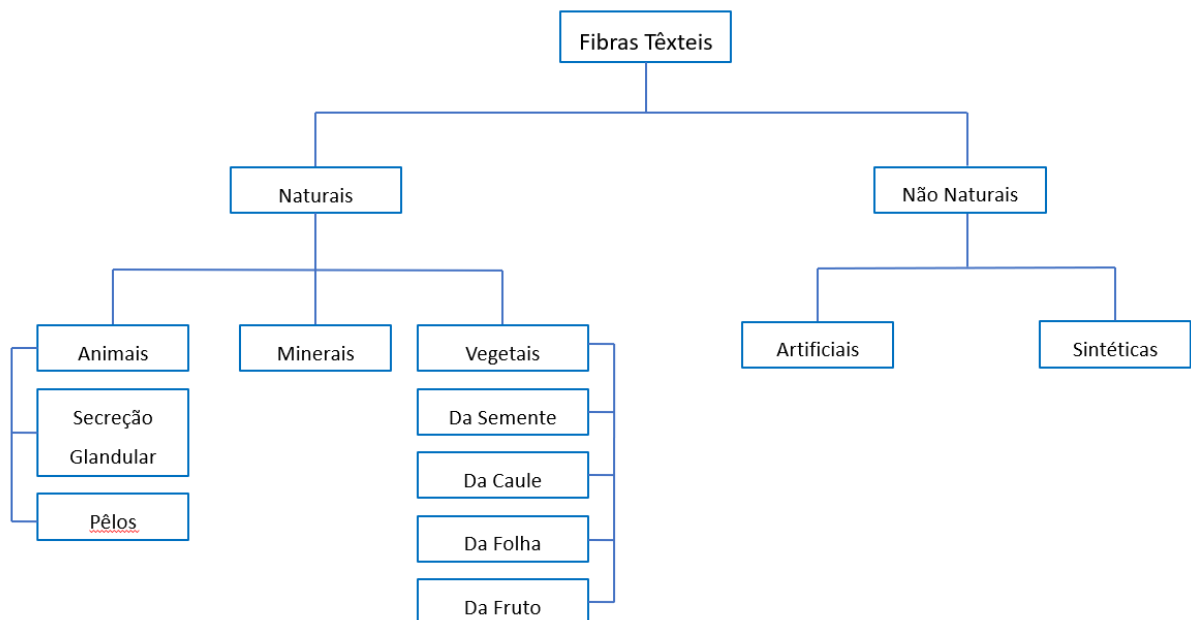 Fibras Têxteis
Naturais
Não Naturais
Animais
Minerais
Vegetais
Artificiais
Sintéticas
Secreção
Glandular
Pêlos
Da Semente
Da Caule
Da Folha
Da Fruto